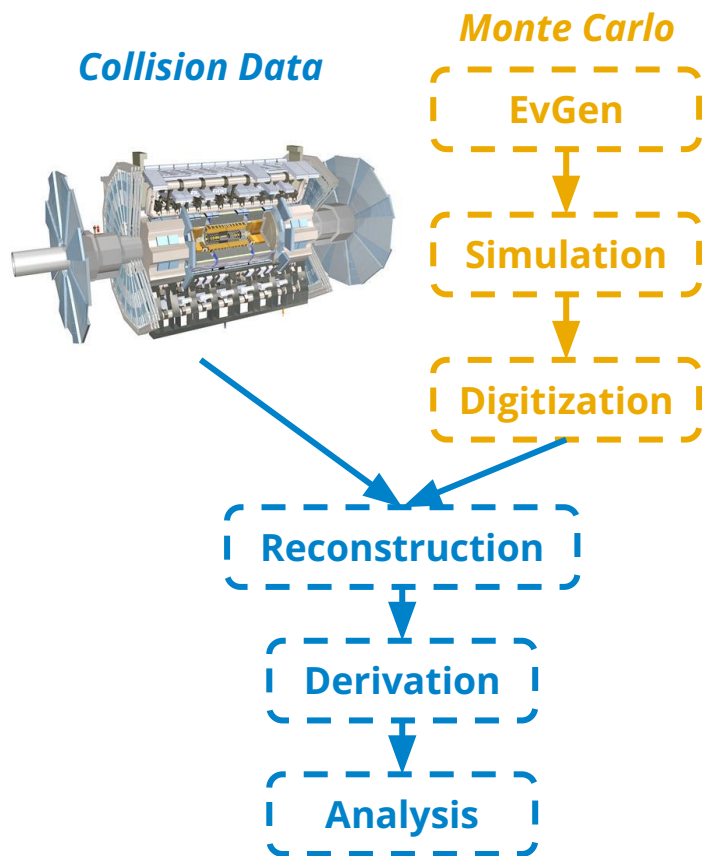 Monte Carlo
Collision Data
EvGen
Simulation
Digitization
Reconstruction
Derivation
Analysis